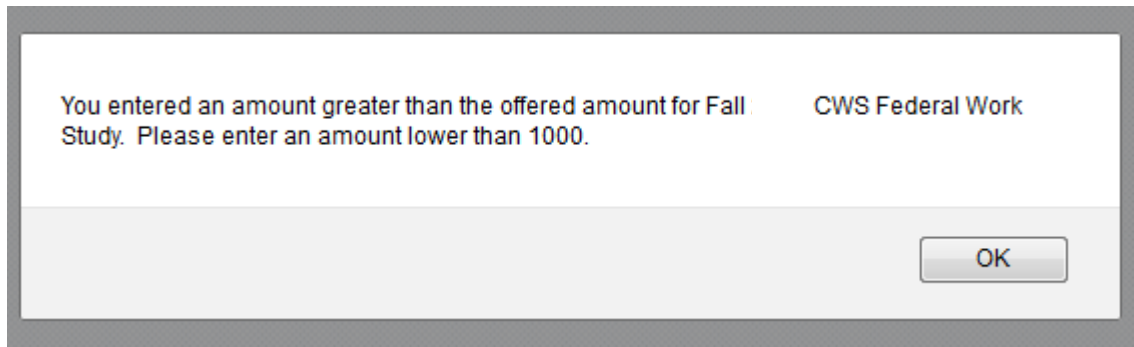 You entered an amount greater than the offered amount for Fall CWS Federal Work
Study. Please enter an amount lower than 1000.
OK